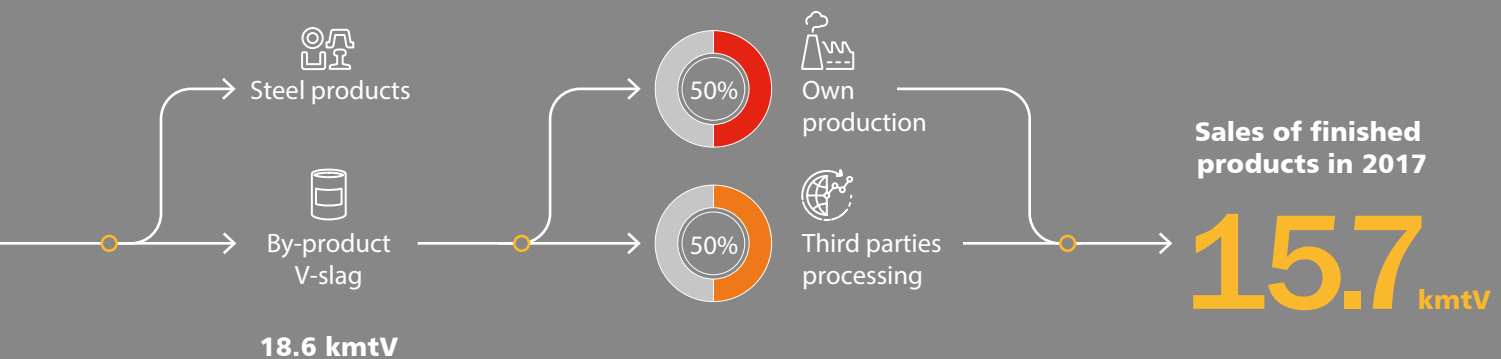 Steel products
By-product
V-slag
18.6 kmtV
50%
Own
production
50%
Third parties
processing
Sales of finished
products in 2017
15.7 kmtV